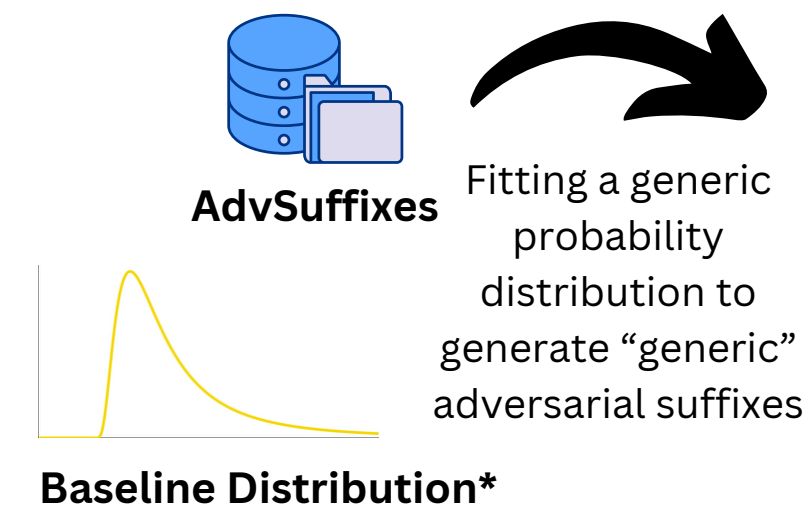 AdvSuffixes
Fitting a generic
probability
distribution to
generate “generic”
adversarial suffixes
Baseline Distribution*